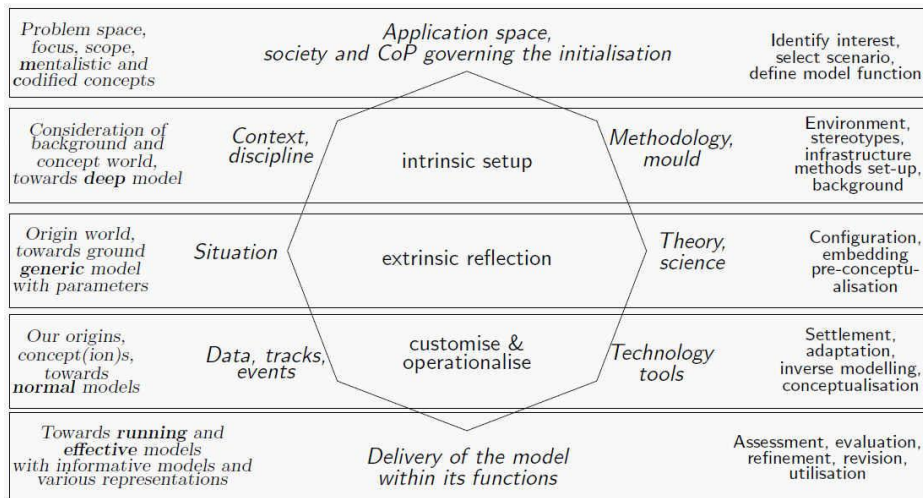 Problem space,
focus, scope,
mentalistic and
codified concepts
Application space,
society and CoP governing the initialisation
Identify interest,
select scenario,
define model function
Consideration of
background and
concept world,
towards deep model
Context,
discipline
intrinsic setup
Methodology,
mould
Environment,
stereotypes,
infrastructure
methods set-up,
background
Origin world,
towards ground
generic model
with parameters
Situation
extrinsic reflection
Theory,
science
Configuration,
embedding
pre-conceptu-
alisation
Our origins,
concept(ion)s,
towards
normal models
Data, tracks,
events
customise &
operationalise
Technology
tools
Settlement,
adaptation,
inverse modelling,
conceptualisation
Towards running and
effective models
with informative models and
various representations
Delivery of the model
within its functions
Assessment, evaluation,
refinement, revision,
utilisation